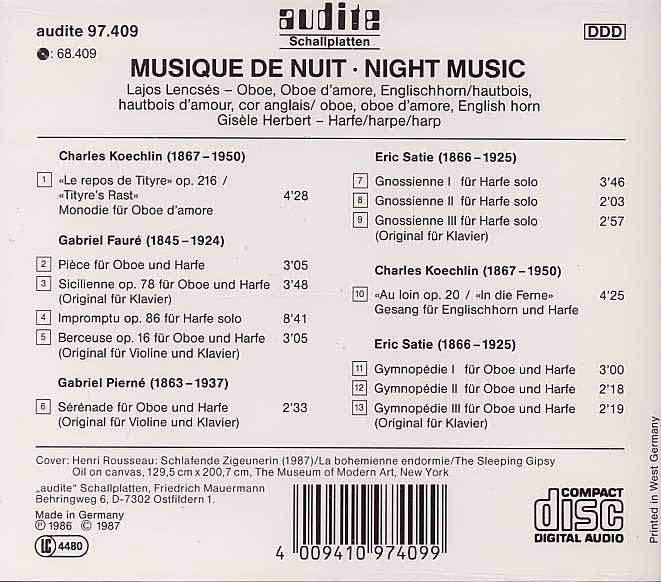 audite
Schallplatten
audite 97.409
: 68.409
DDD
MUSIQUE DE NUIT · NIGHT MUSIC
Lajos Lencsés – Oboe, Oboe d'amore, Englischhorn/hautbois,
hautbois d'amour, cor anglais/ oboe, oboe d'amore, English horn
Gisèle Herbert – Harfe/harpe/harp
Charles Koechlin (1867–1950)
1 «Le repos de Tityre» op. 216 /
«Tityre's Rast» 4'28
Monodie für Oboe d'amore
Gabriel Fauré (1845–1924)
2 Pièce für Oboe und Harfe 3'05
3 Sicilienne op. 78 für Oboe und Harfe 3'48
(Original für Klavier)
4 Impromptu op. 86 für Harfe solo 8'41
5 Berceuse op. 16 für Oboe und Harfe 3'05
(Original für Violine und Klavier)
Gabriel Pierné (1863–1937)
6 Sérénade für Oboe und Harfe 2'33
(Original für Violine und Klavier)
Eric Satie (1866–1925)
7 Gnossienne I für Harfe solo 3'46
8 Gnossienne II für Harfe solo 2'03
9 Gnossienne III für Harfe solo 2'57
(Original für Klavier)
Charles Koechlin (1867–1950)
10 «Au loin op. 20 / «In die Ferne» 4'25
Gesang für Englischhorn und Harfe
Eric Satie (1866–1925)
11 Gymnopédie I für Oboe und Harfe 3'00
12 Gymnopédie II für Oboe und Harfe 2'18
13 Gymnopédie III für Oboe und Harfe 2'19
(Original für Klavier)
Cover: Henri Rousseau: Schlafende Zigeunerin (1987)/La bohemienne endormie/The Sleeping Gipsy
Oil on canvas, 129,5 cm x 200,7 cm, The Museum of Modern Art, New York
„audite" Schallplatten, Friedrich Mauermann
Behringweg 6, D-7302 Ostfildern 1.
Made in Germany
℗ 1986 © 1987
LC 4480
4 009410 974099
COMPACT
disc
DIGITAL AUDIO
Printed in West Germany